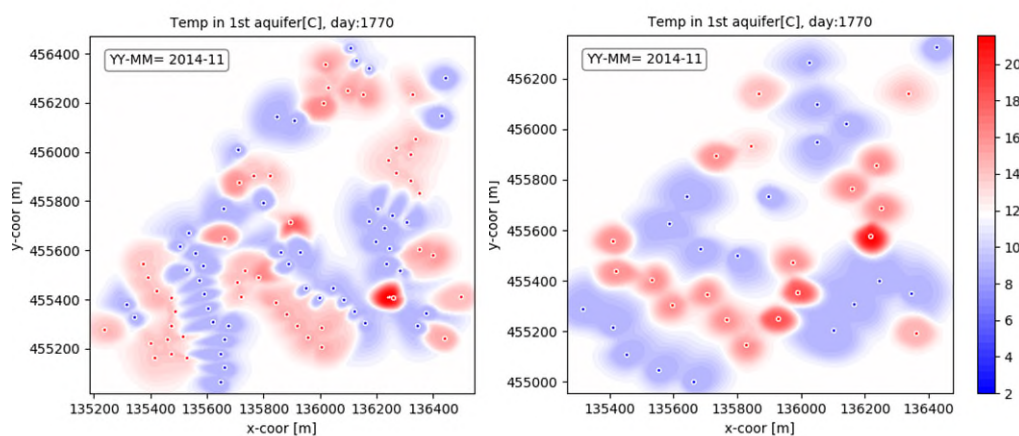 Temp in 1st aquifer[C], day:1770
YY-MM= 2014-11
y-coor [m]
456400
456200
456000
455800
455600
455400
455200
135200 135400 135600 135800 136000 136200 136400
x-coor [m]
Temp in 1st aquifer[C], day:1770
YY-MM= 2014-11
y-coor [m]
456200
456000
455800
455600
455400
455200
455000
135400 135600 135800 136000 136200 136400
x-coor [m]
20
18
16
14
12
10
8
6
4
2